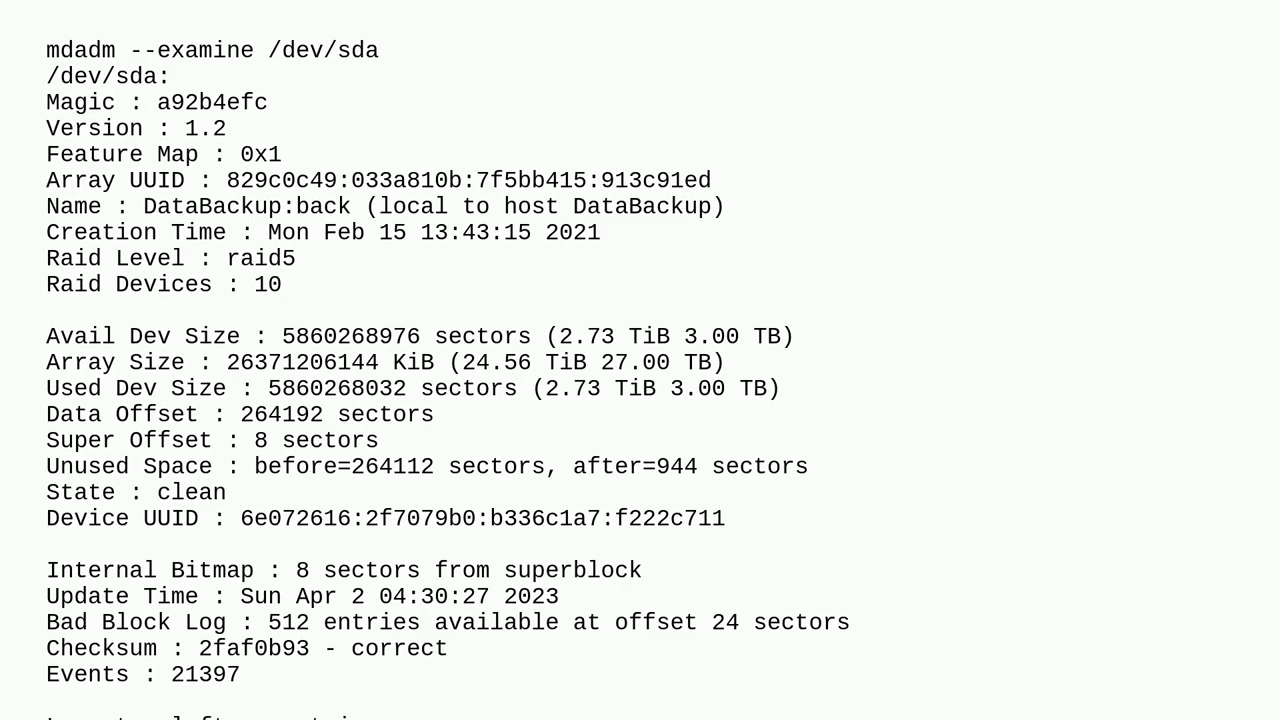 mdadm --examine /dev/sda
/dev/sda:
Magic : a92b4efc
Version : 1.2
Feature Map : 0x1
Array UUID : 829c0c49:033a810b:7f5bb415:913c91ed
Name : DataBackup:back (local to host DataBackup)
Creation Time : Mon Feb 15 13:43:15 2021
Raid Level : raid5
Raid Devices : 10
Avail Dev Size : 5860268976 sectors (2.73 TiB 3.00 TB)
Array Size : 26371206144 KiB (24.56 TiB 27.00 TB)
Used Dev Size : 5860268032 sectors (2.73 TiB 3.00 TB)
Data Offset : 264192 sectors
Super Offset : 8 sectors
Unused Space : before=264112 sectors, after=944 sectors
State : clean
Device UUID : 6e072616:2f7079b0:b336c1a7:f222c711
Internal Bitmap : 8 sectors from superblock
Update Time : Sun Apr 2 04:30:27 2023
Bad Block Log : 512 entries available at offset 24 sectors
Checksum : 2faf0b93 - correct
Events : 21397